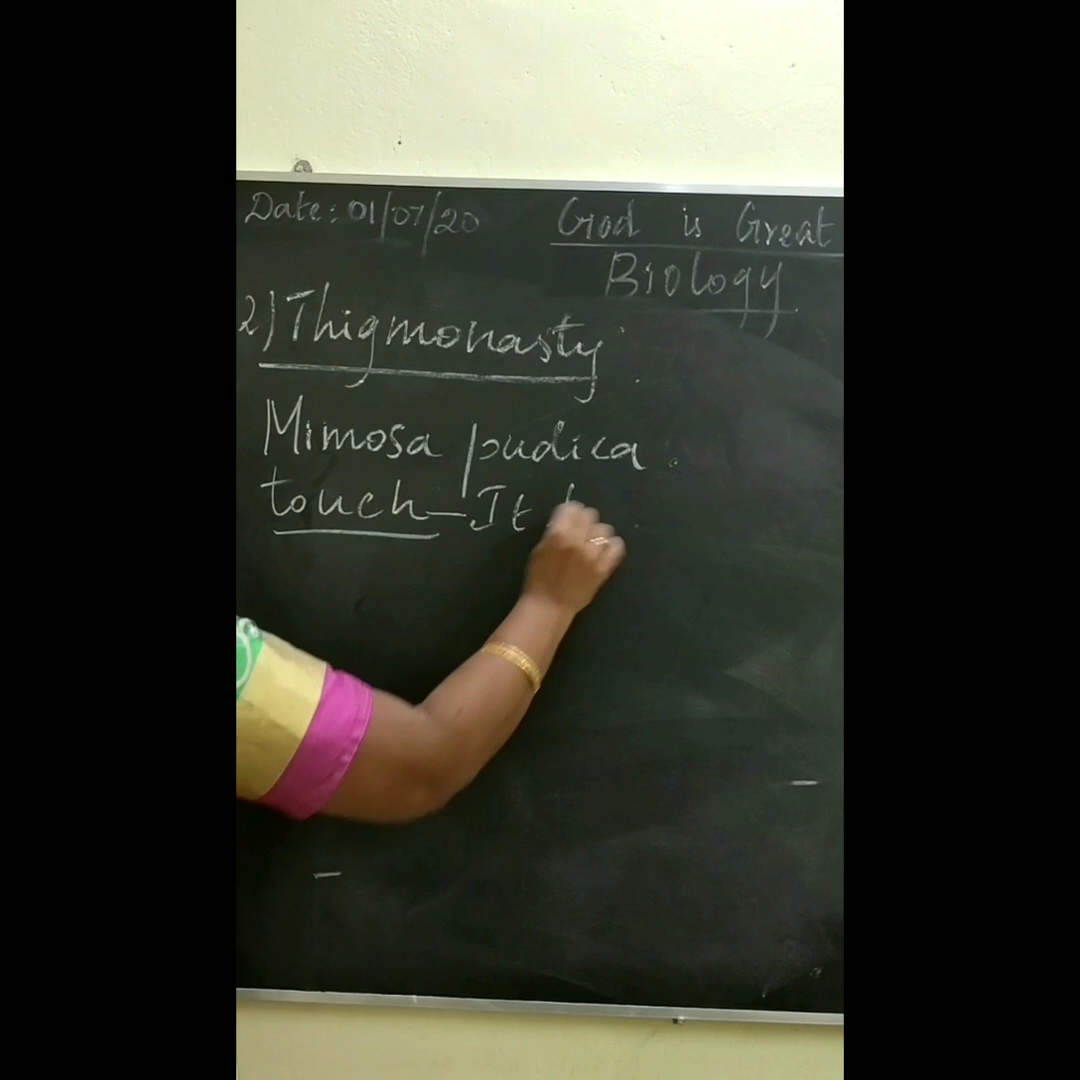 Date: 01/07/20
God is Great
Biology
2) Thigmonasty:
Mimosa pudica.
touch - It